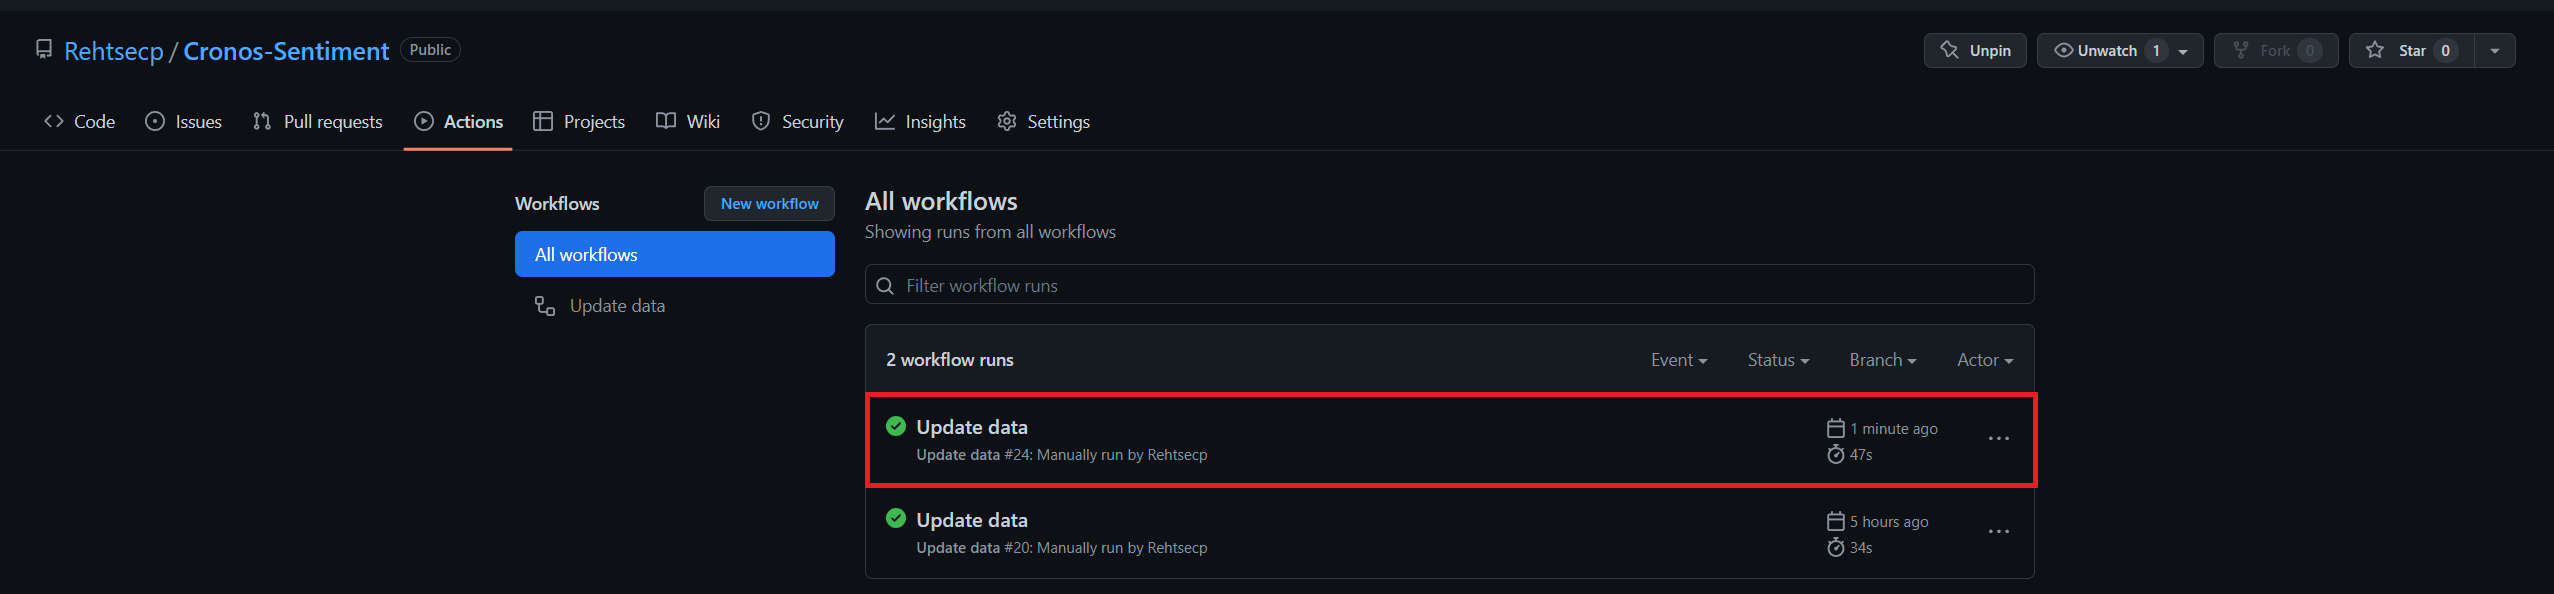 Rehtsecp / Cronos-Sentiment Public
Unpin Unwatch 1 Fork 0 Star 0
Code Issues Pull requests Actions Projects Wiki Security Insights Settings
Workflows New workflow
All workflows
Update data
All workflows
Showing runs from all workflows
Filter workflow runs
2 workflow runs Event Status Branch Actor
Update data 1 minute ago
Update data #24: Manually run by Rehtsecp 47s
Update data 5 hours ago
Update data #20: Manually run by Rehtsecp 34s